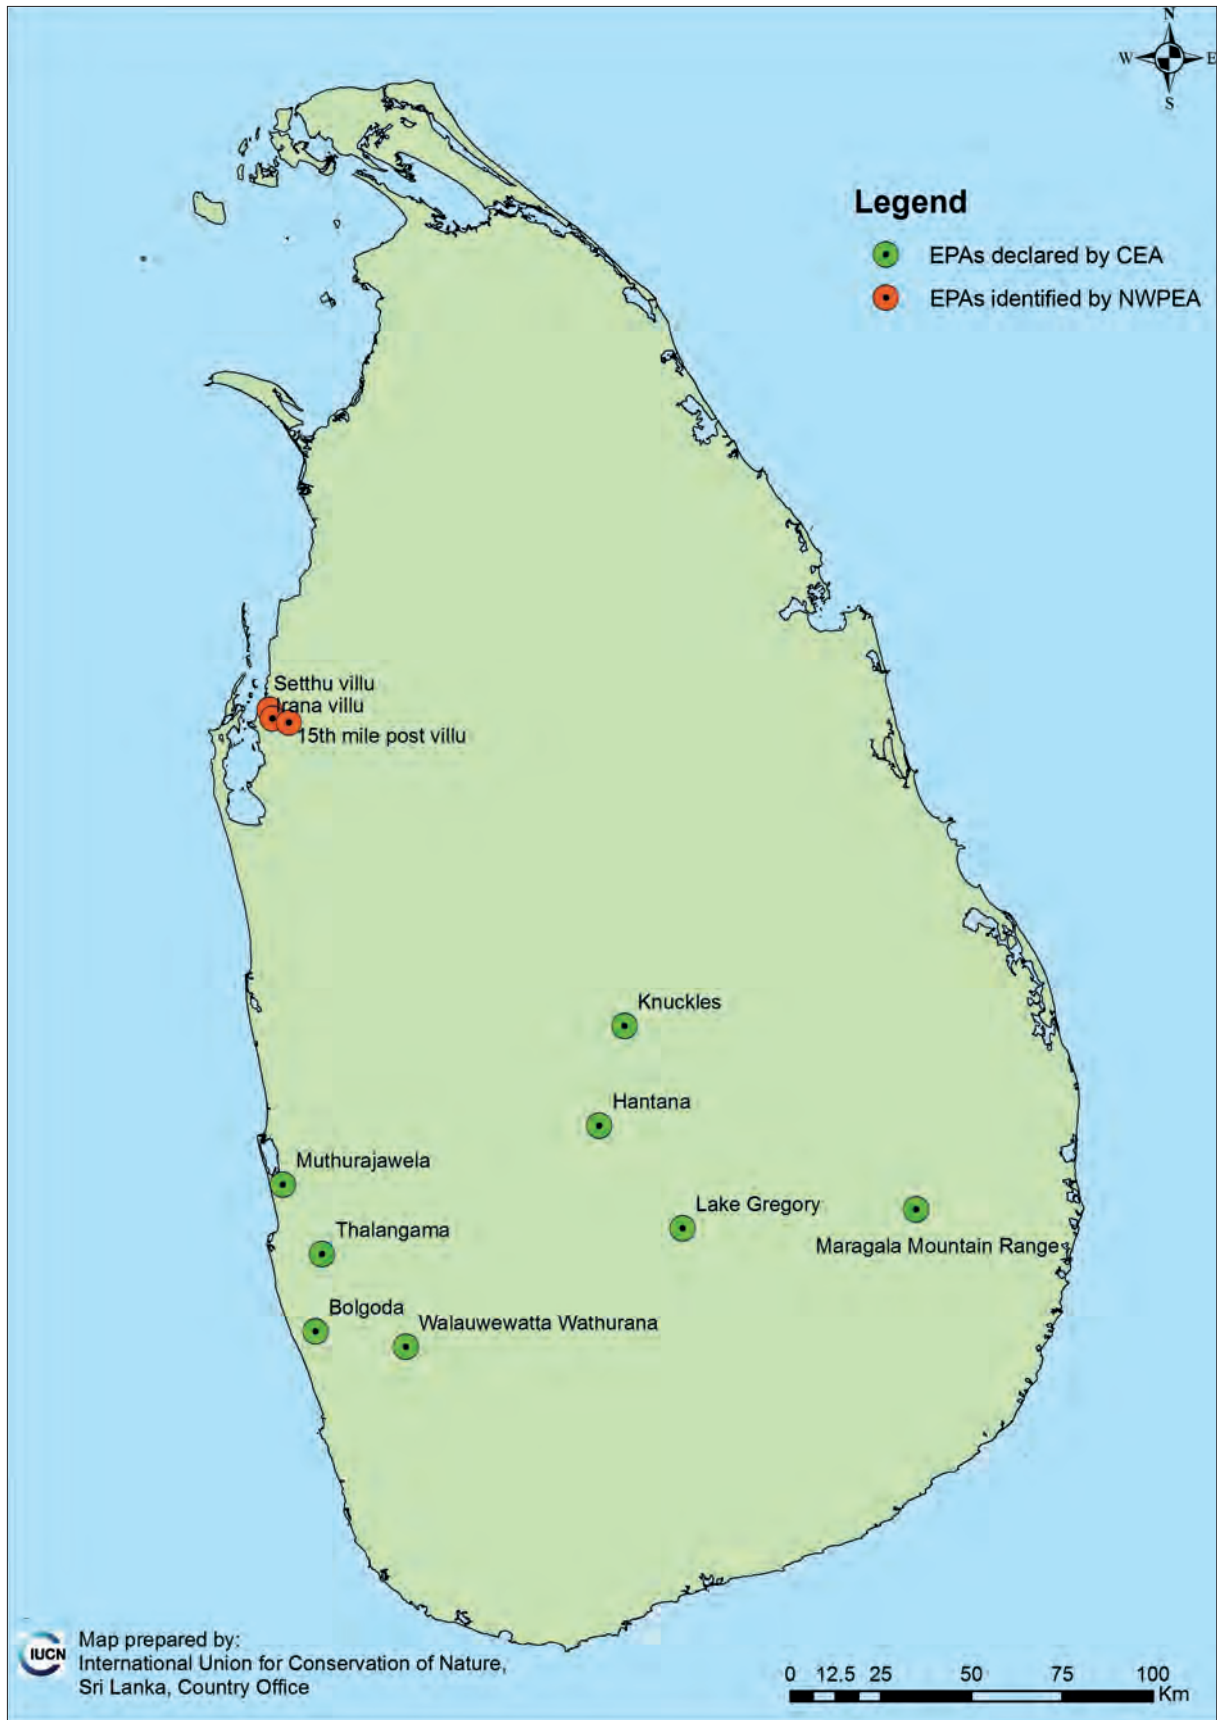 N
W E
S
Legend
EPAs declared by CEA
EPAs identified by NWPEA
Setthu villu
Irana villu
15th mile post villu
Knuckles
Hantana
Muthurajawela
Lake Gregory
Thalangama
Maragala Mountain Range
Bolgoda
Walauwewatta Wathurana
IUCN
Map prepared by:
International Union for Conservation of Nature,
Sri Lanka, Country Office
0 12.5 25 50 75 100
Km